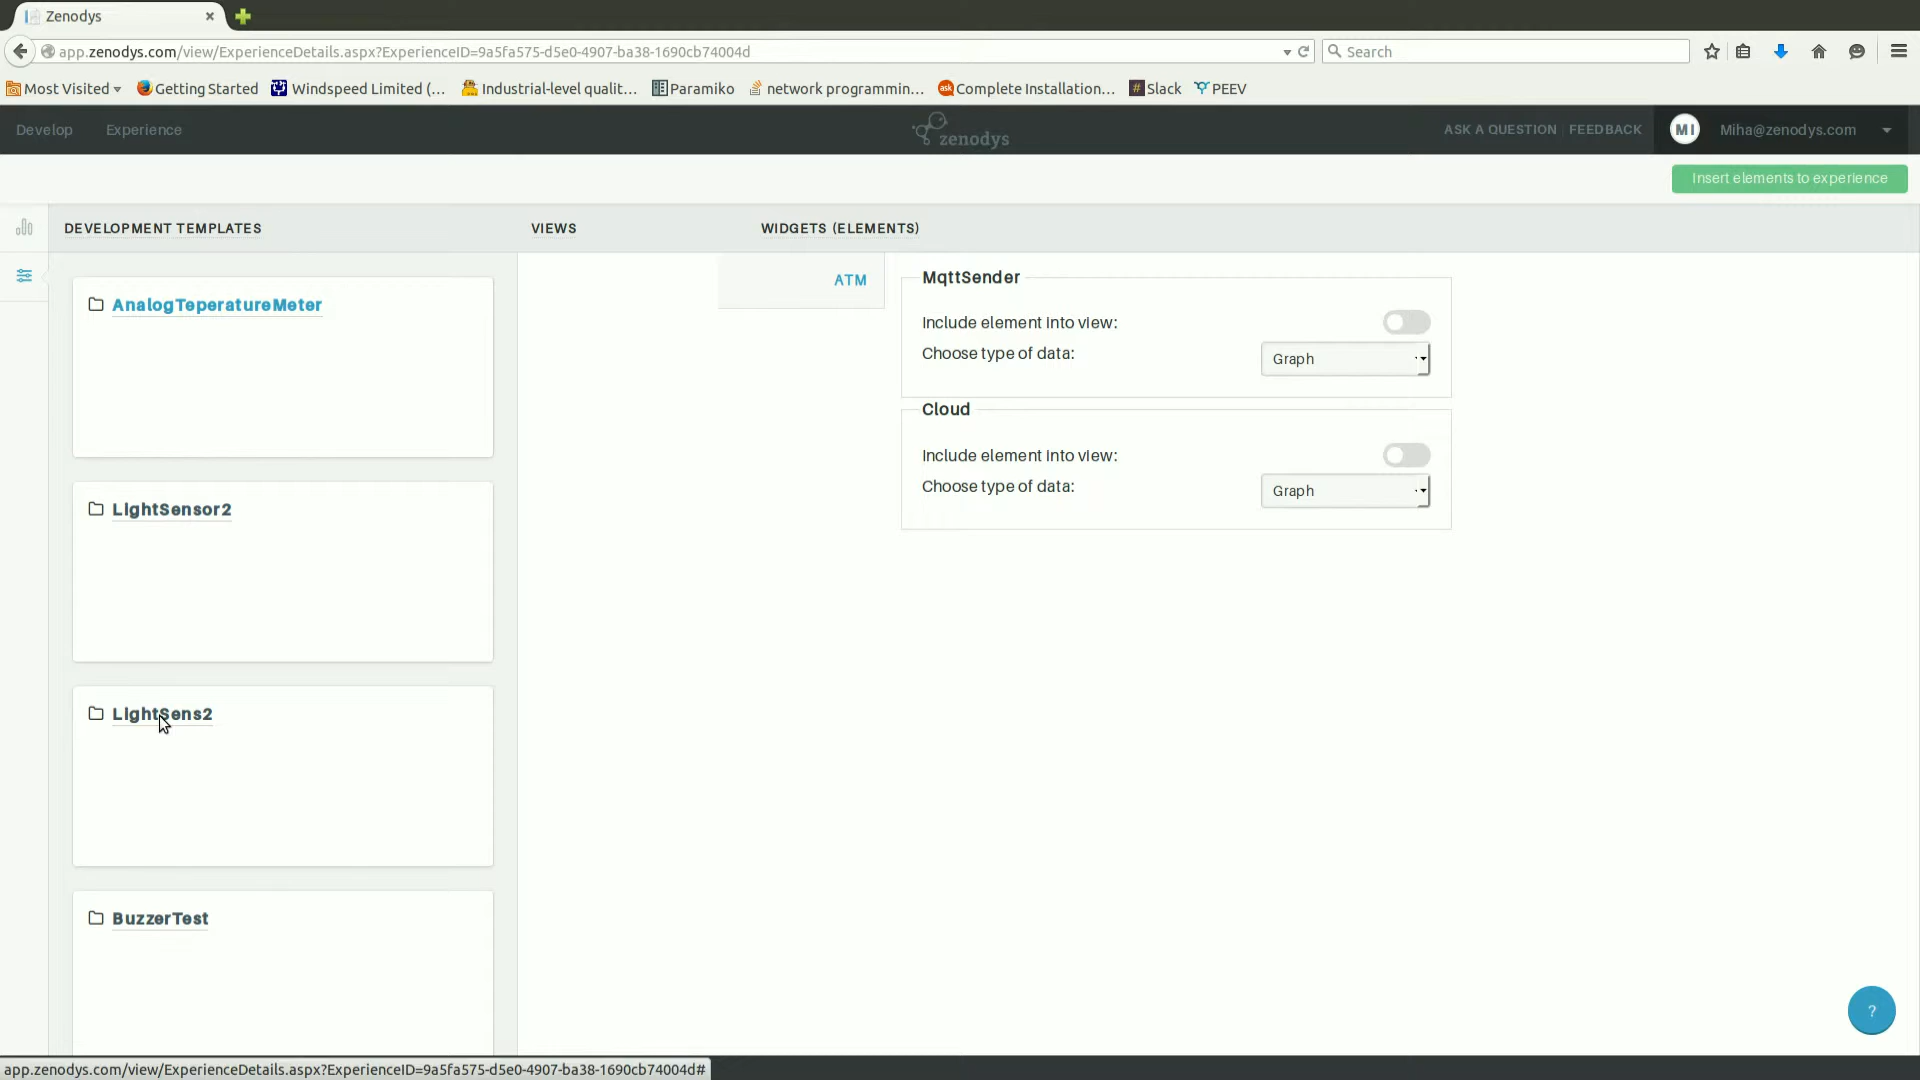 Zenodys
app.zenodys.com/view/ExperienceDetails.aspx?ExperienceID=9a5fa575-d5e0-4907-ba38-1690cb74004d
Search
Most Visited
Getting Started
Windspeed Limited (...
Industrial-level qualit...
Paramiko
network programmin...
ask
Complete Installation...
Slack
PEEV
Develop
Experience
zenodys
ASK A QUESTION
FEEDBACK
MI
Miha@zenodys.com
Insert elements to experience
DEVELOPMENT TEMPLATES
VIEWS
WIDGETS (ELEMENTS)
AnalogTeperatureMeter
ATM
MqttSender
Include element into view:
Choose type of data:
Graph
Cloud
Include element into view:
Choose type of data:
Graph
LightSensor2
LightSens2
BuzzerTest
?
app.zenodys.com/view/ExperienceDetails.aspx?ExperienceID=9a5fa575-d5e0-4907-ba38-1690cb74004d#